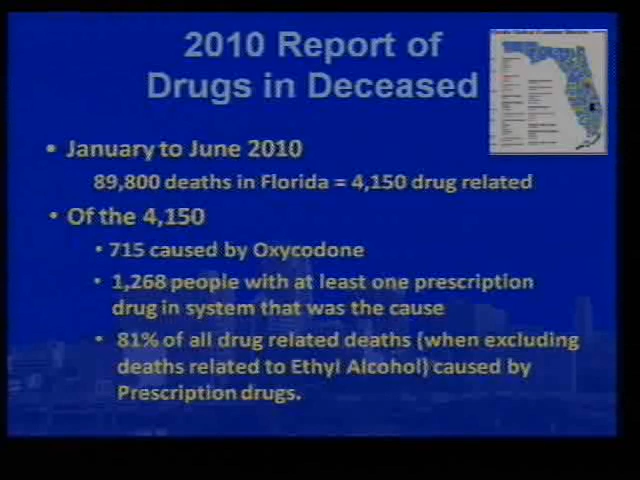 2010 Report of
Drugs in Deceased
• January to June 2010
89,800 deaths in Florida = 4,150 drug related
• Of the 4,150
• 715 caused by Oxycodone
• 1,268 people with at least one prescription
drug in system that was the cause
• 81% of all drug related deaths (when excluding
deaths related to Ethyl Alcohol) caused by
Prescription drugs.